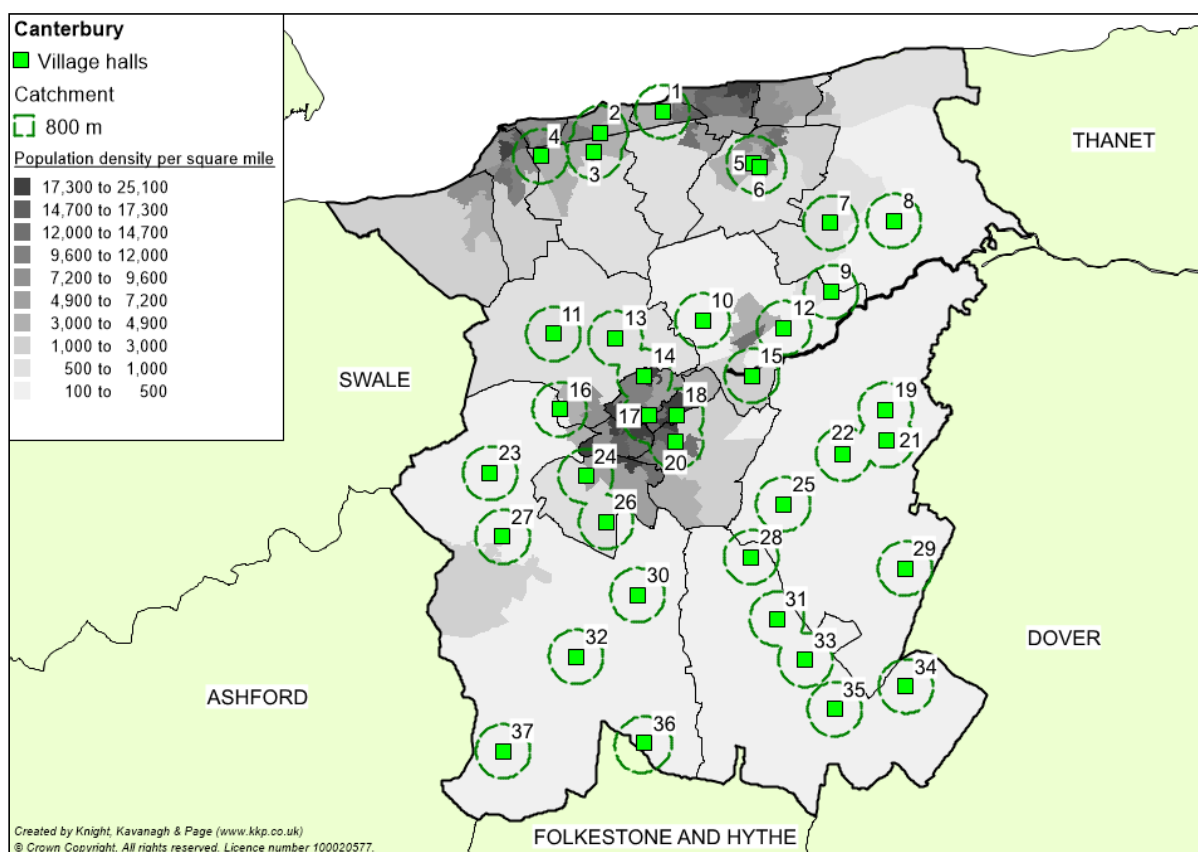 Canterbury
Village halls
Catchment
800 m
Population density per square mile
17,300 to 25,100
14,700 to 17,300
12,000 to 14,700
9,600 to 12,000
7,200 to 9,600
4,900 to 7,200
3,000 to 4,900
1,000 to 3,000
500 to 1,000
100 to 500
1
2
4
THANET
5
3
6
7
8
9
10
11
12
13
14
15
SWALE
16
18
19
17
22
21
20
23
24
25
26
27
28
29
30
31
DOVER
32
33
34
ASHFORD
35
36
37
Created by Knight, Kavanagh & Page (www.kkp.co.uk)
FOLKESTONE AND HYTHE
© Crown Copyright. All rights reserved. Licence number 100020577.